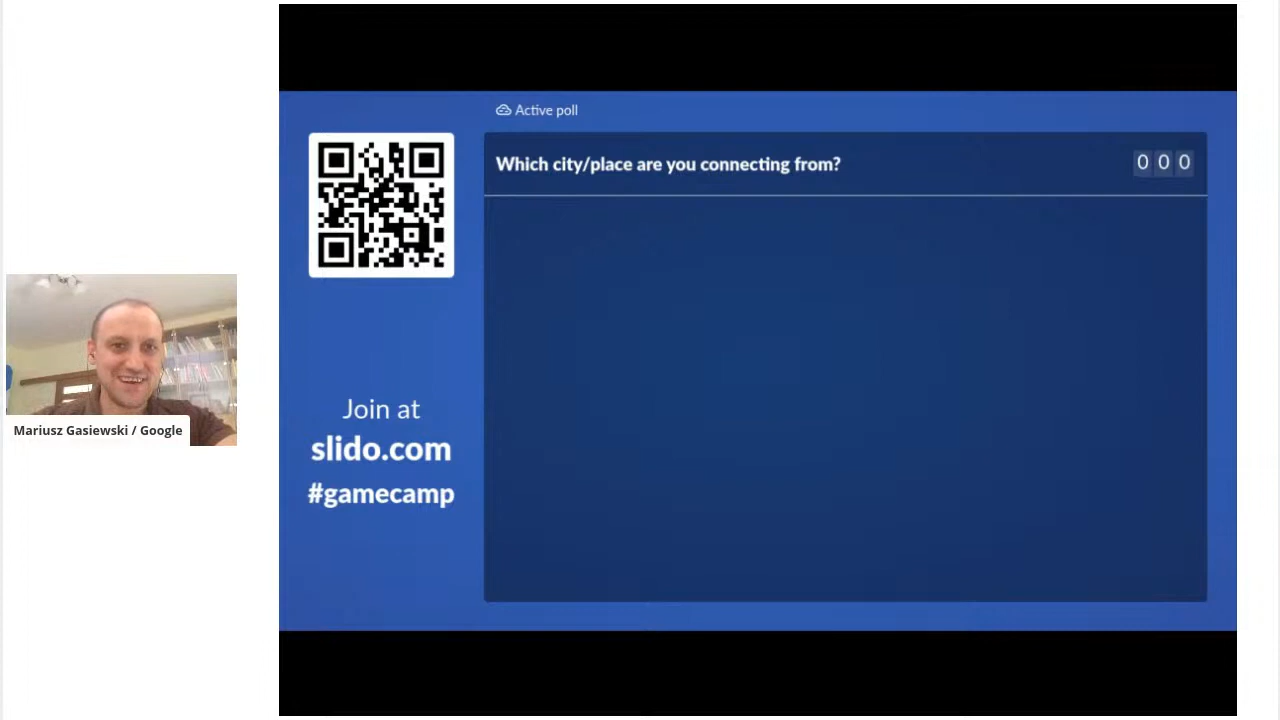 Active poll
Which city/place are you connecting from?
0 0 0
Join at
slido.com
#gamecamp
Mariusz Gasiewski / Google